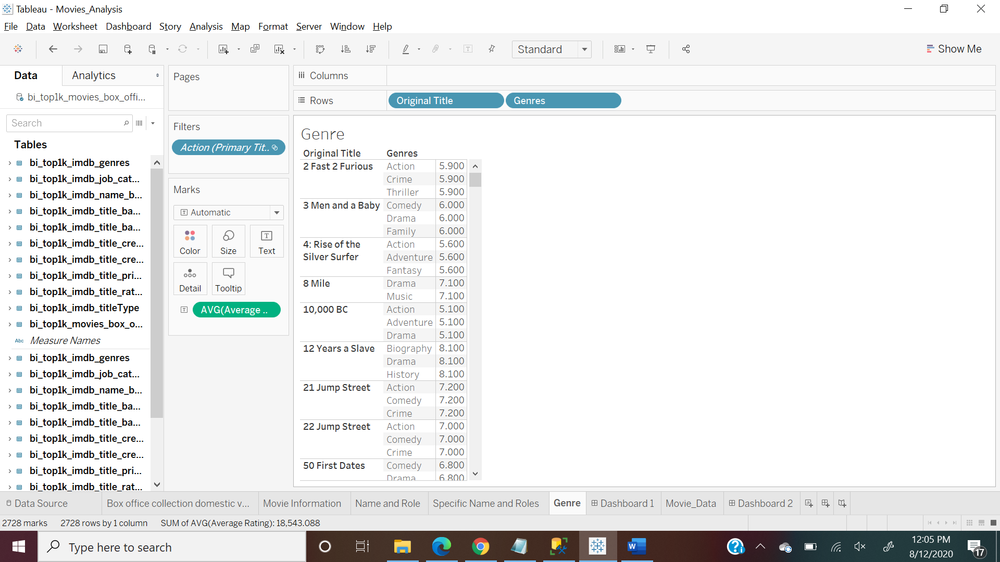 Tableau - Movies_Analysis
File Data Worksheet Dashboard Story Analysis Map Format Server Window Help
Standard
Show Me
Data Analytics
bi_top1k_movies_box_offi...
Search
Tables
bi_top1k_imdb_genres
bi_top1k_imdb_job_cat...
bi_top1k_imdb_name_b...
bi_top1k_imdb_title_ba...
bi_top1k_imdb_title_ba...
bi_top1k_imdb_title_cre...
bi_top1k_imdb_title_cre...
bi_top1k_imdb_title_pri...
bi_top1k_imdb_title_rat...
bi_top1k_imdb_titleType
bi_top1k_movies_box_o...
Abc Measure Names
bi_top1k_imdb_genres
bi_top1k_imdb_job_cat...
bi_top1k_imdb_name_b...
bi_top1k_imdb_title_ba...
bi_top1k_imdb_title_ba...
bi_top1k_imdb_title_cre...
bi_top1k_imdb_title_cre...
bi_top1k_imdb_title_pri...
bi_top1k_imdb_title_rat...
Pages
Filters
Action (Primary Tit..
Marks
T Automatic
Color Size Text
Detail Tooltip
T AVG(Average ..
Columns
Rows Original Title Genres
Genre
Original Title Genres
2 Fast 2 Furious Action 5.900
Crime 5.900
Thriller 5.900
3 Men and a Baby Comedy 6.000
Drama 6.000
Family 6.000
4: Rise of the Action 5.600
Silver Surfer Adventure 5.600
Fantasy 5.600
8 Mile Drama 7.100
Music 7.100
10,000 BC Action 5.100
Adventure 5.100
Drama 5.100
12 Years a Slave Biography 8.100
Drama 8.100
History 8.100
21 Jump Street Action 7.200
Comedy 7.200
Crime 7.200
22 Jump Street Action 7.000
Comedy 7.000
Crime 7.000
50 First Dates Comedy 6.800
Drama 6.800
Data Source Box office collection domestic v... Movie Information Name and Role Specific Name and Roles Genre Dashboard 1 Movie_Data Dashboard 2
2728 marks 2728 rows by 1 column SUM of AVG(Average Rating): 18,543.088
Type here to search
12:05 PM
8/12/2020
17